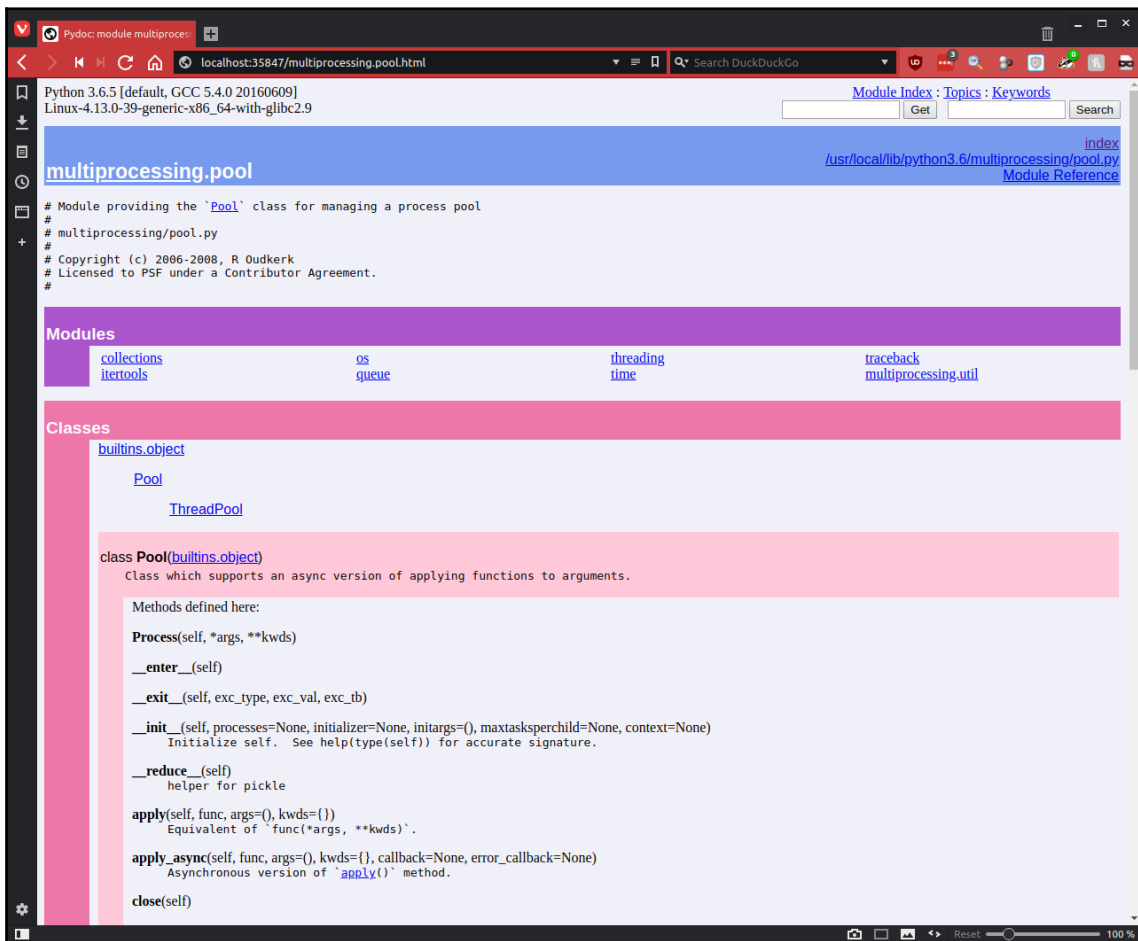 Pydoc: module multiproces
localhost:35847/multiprocessing.pool.html
Search DuckDuckGo
3
0
Python 3.6.5 [default, GCC 5.4.0 20160609]
Linux-4.13.0-39-generic-x86_64-with-glibc2.9
Module Index : Topics : Keywords
Get
Search
multiprocessing.pool
index
/usr/local/lib/python3.6/multiprocessing/pool.py
Module Reference
# Module providing the `Pool` class for managing a process pool
#
# multiprocessing/pool.py
#
# Copyright (c) 2006-2008, R Oudkerk
# Licensed to PSF under a Contributor Agreement.
#
Modules
collections os threading traceback
itertools queue time multiprocessing.util
Classes
builtins.object
Pool
ThreadPool
class Pool(builtins.object)
Class which supports an async version of applying functions to arguments.
Methods defined here:
Process(self, *args, **kwds)
__enter__(self)
__exit__(self, exc_type, exc_val, exc_tb)
__init__(self, processes=None, initializer=None, initargs=(), maxtasksperchild=None, context=None)
Initialize self.  See help(type(self)) for accurate signature.
__reduce__(self)
helper for pickle
apply(self, func, args=(), kwds={})
Equivalent of `func(*args, **kwds)`.
apply_async(self, func, args=(), kwds={}, callback=None, error_callback=None)
Asynchronous version of `apply()` method.
close(self)
Reset
100 %